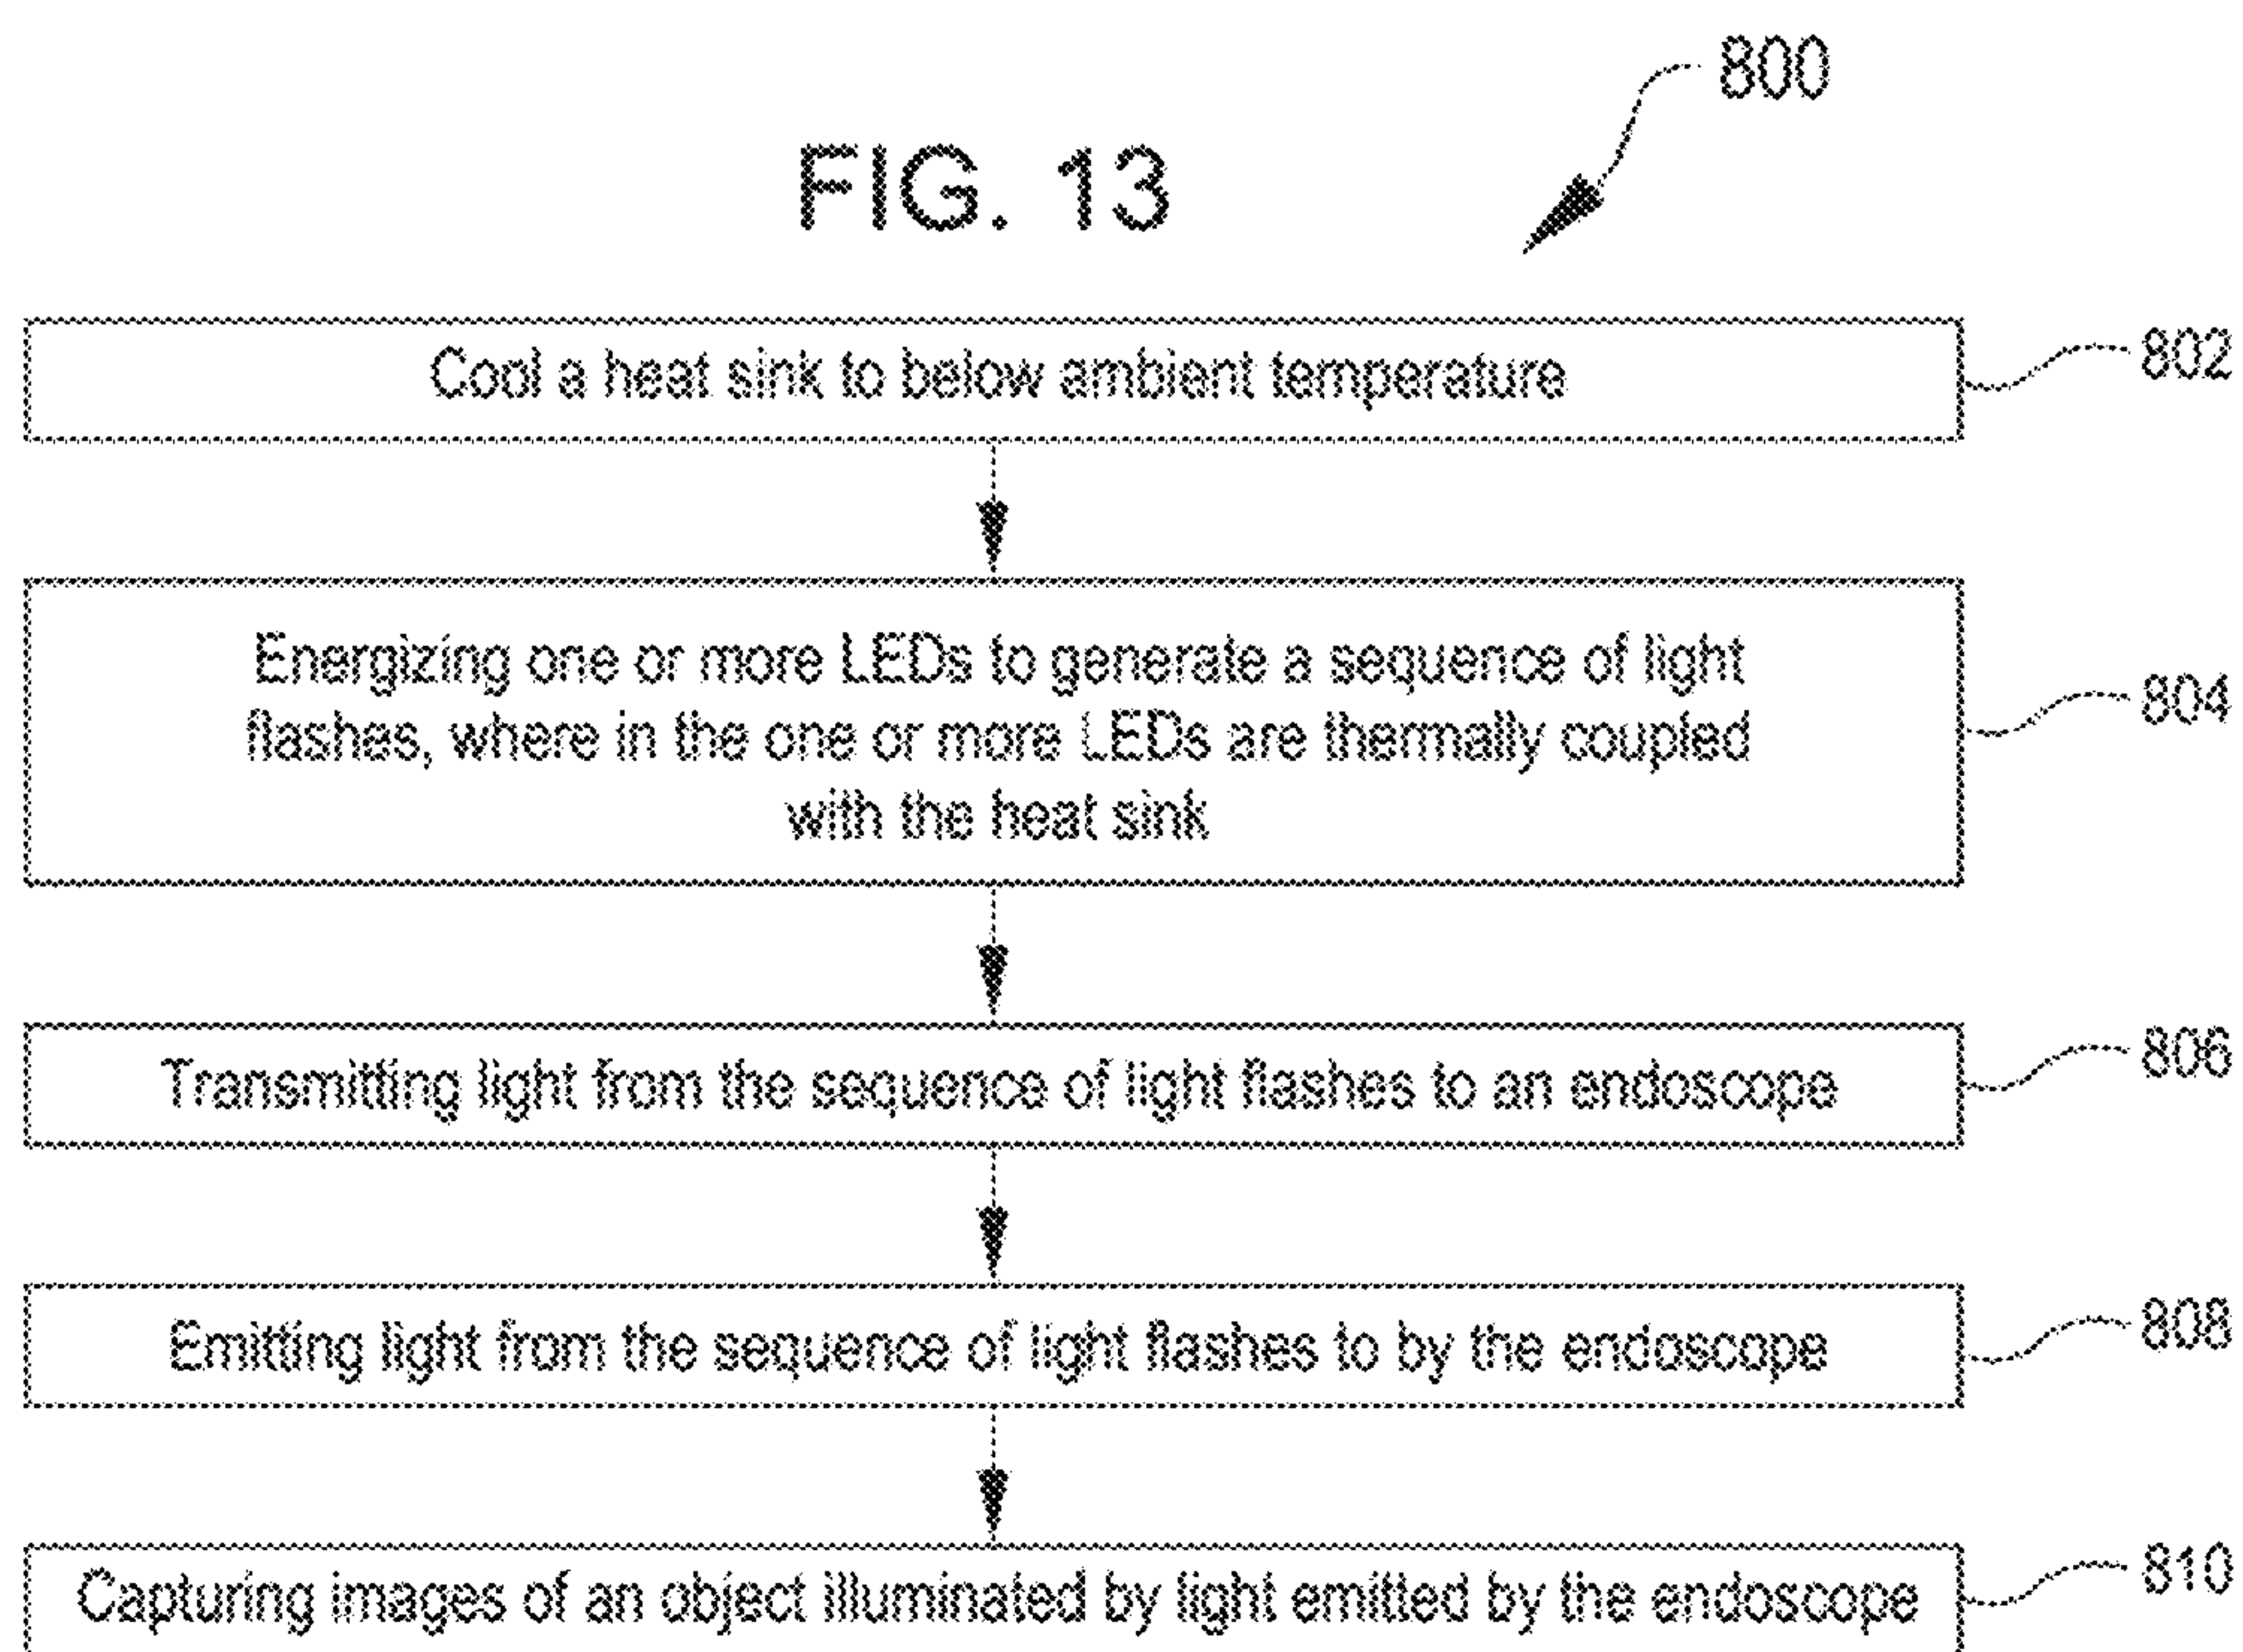 800
FIG. 13
Cool a heat sink to below ambient temperature
802
Energizing one or more LEDs to generate a sequence of light
flashes, where in the one or more LEDs are thermally coupled
with the heat sink
804
Transmitting light from the sequence of light flashes to an endoscope
806
Emitting light from the sequence of light flashes to by the endoscope
808
Capturing images of an object illuminated by light emitted by the endoscope
810